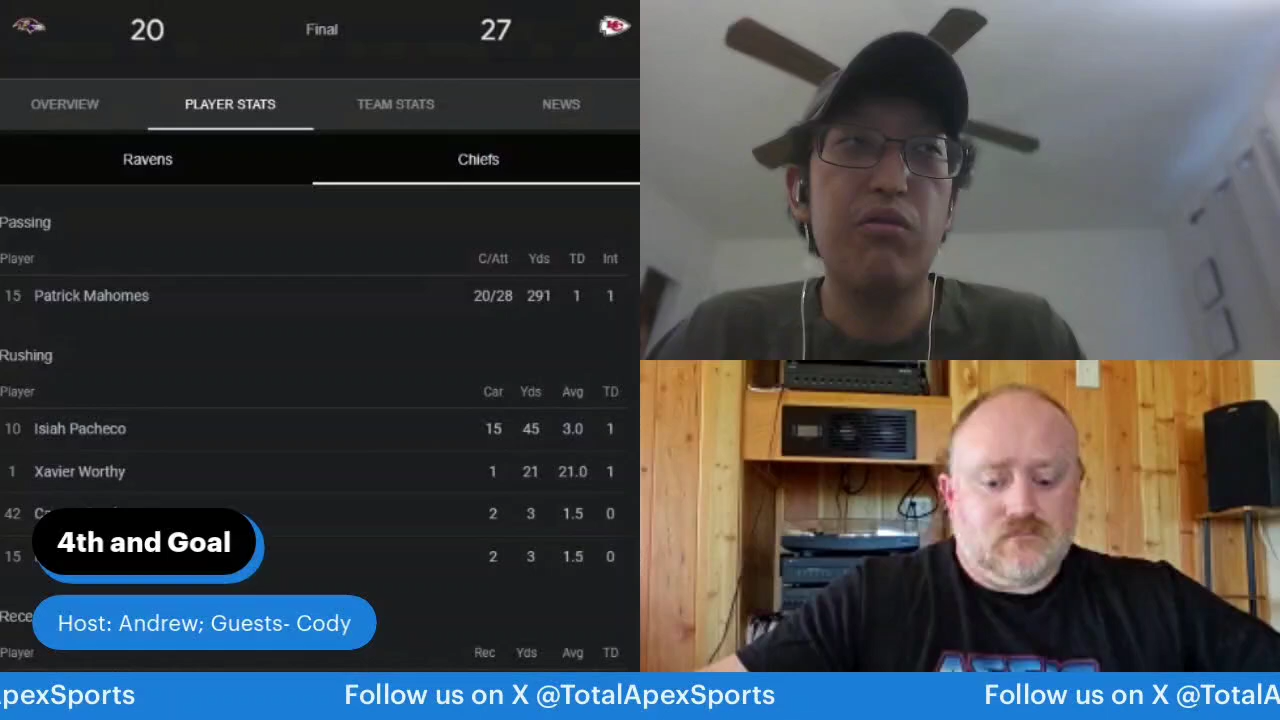 20 Final 27
OVERVIEW PLAYER STATS TEAM STATS NEWS
Ravens Chiefs
Passing
Player C/Att Yds TD Int
15 Patrick Mahomes 20/28 291 1 1
Rushing
Player Car Yds Avg TD
10 Isiah Pacheco 15 45 3.0 1
1 Xavier Worthy 1 21 21.0 1
42 2 3 1.5 0
15 2 3 1.5 0
4th and Goal
Host: Andrew; Guests- Cody
Player Rec Yds Avg TD
pexSports Follow us on X @TotalApexSports Follow us on X @TotalA